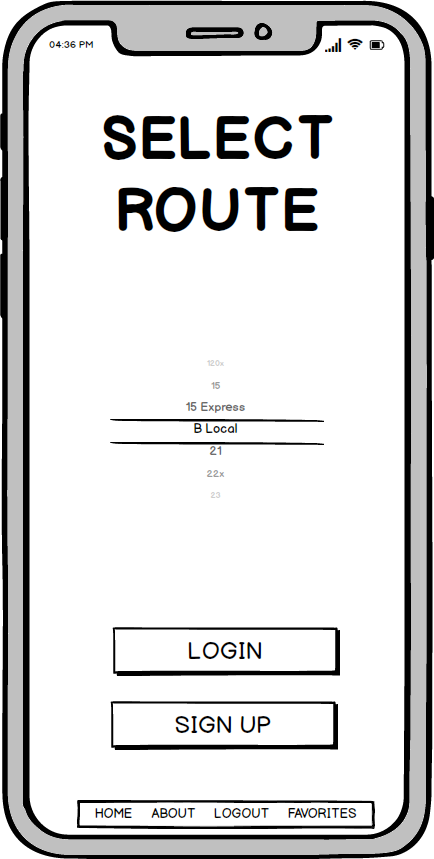 04:36 PM
SELECT
ROUTE
120x
15
15 Express
B Local
21
22x
23
LOGIN
SIGN UP
HOME ABOUT LOGOUT FAVORITES